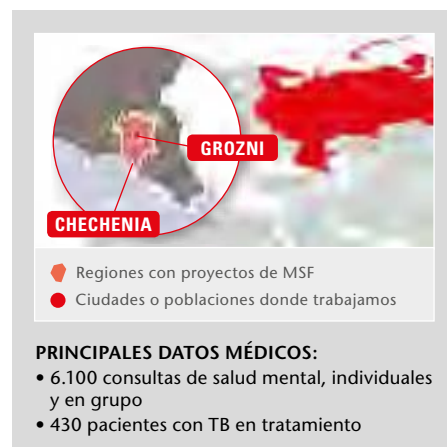 GROZNI
CHECHENIA
Regiones con proyectos de MSF
Ciudades o poblaciones donde trabajamos
PRINCIPALES DATOS MÉDICOS:
• 6.100 consultas de salud mental, individuales
y en grupo
• 430 pacientes con TB en tratamiento